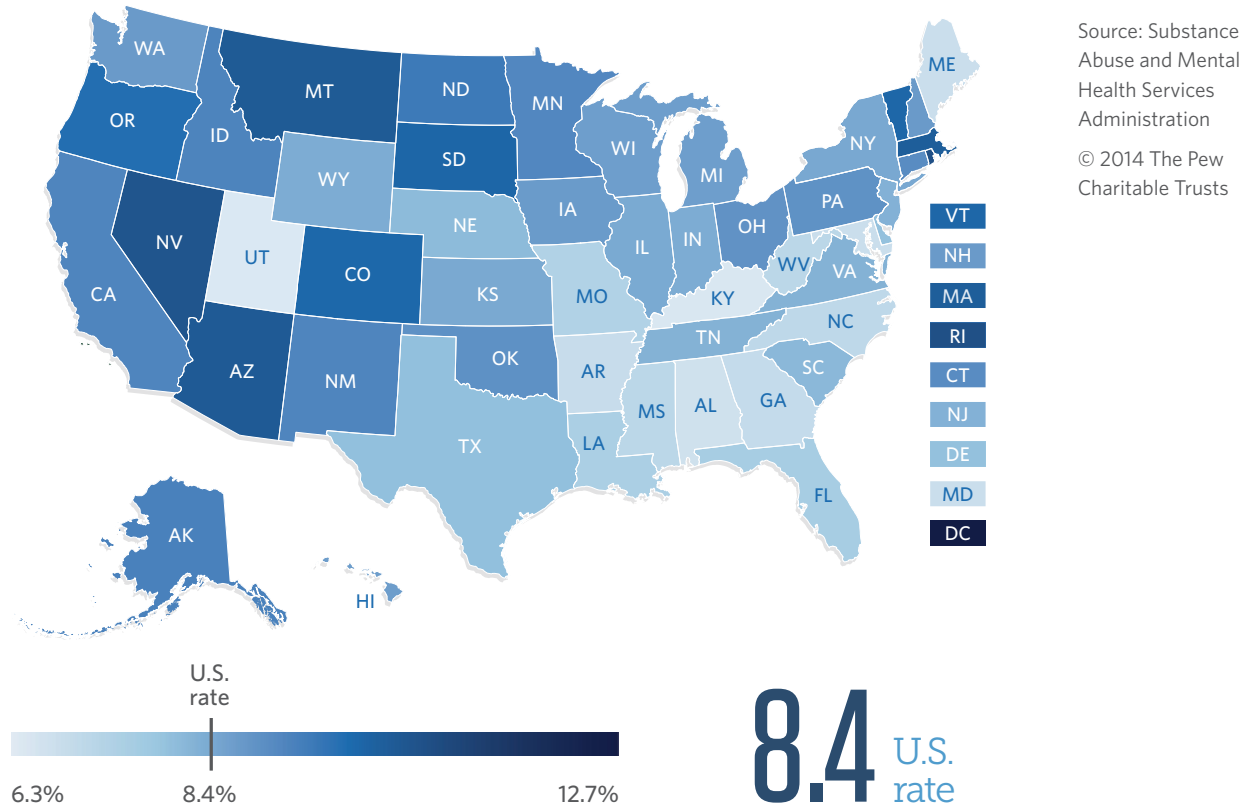 WA
MT
ND
MN
ME
OR
ID
SD
WI
NY
WY
MI
IA
PA
NE
OH
NV
UT
CO
IL
IN
WV
VA
CA
KS
MO
KY
NC
TN
AZ
NM
OK
AR
SC
MS
AL
GA
TX
LA
FL
AK
HI
Source: Substance
Abuse and Mental
Health Services
Administration
© 2014 The Pew
Charitable Trusts
VT
NH
MA
RI
CT
NJ
DE
MD
DC
U.S.
rate
6.3%
8.4%
12.7%
8.4
U.S.
rate